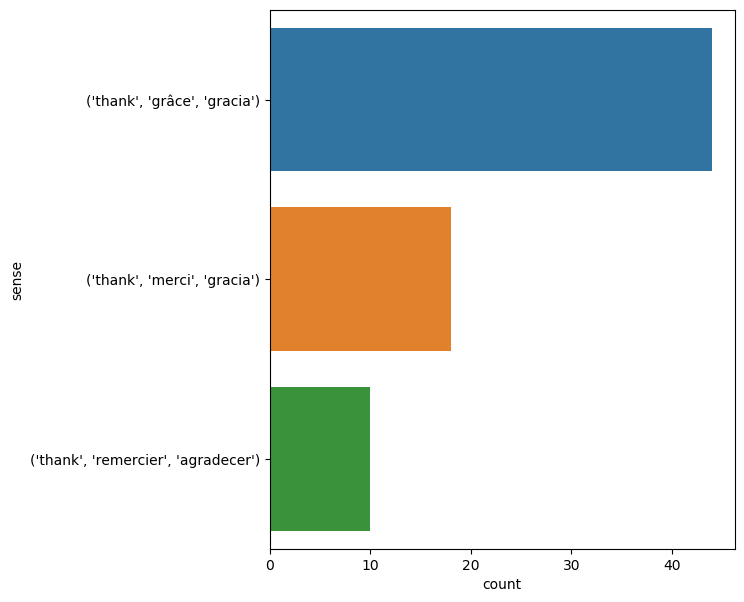 ('thank', 'grâce', 'gracia')
('thank', 'merci', 'gracia')
('thank', 'remercier', 'agradecer')
sense
0 10 20 30 40
count